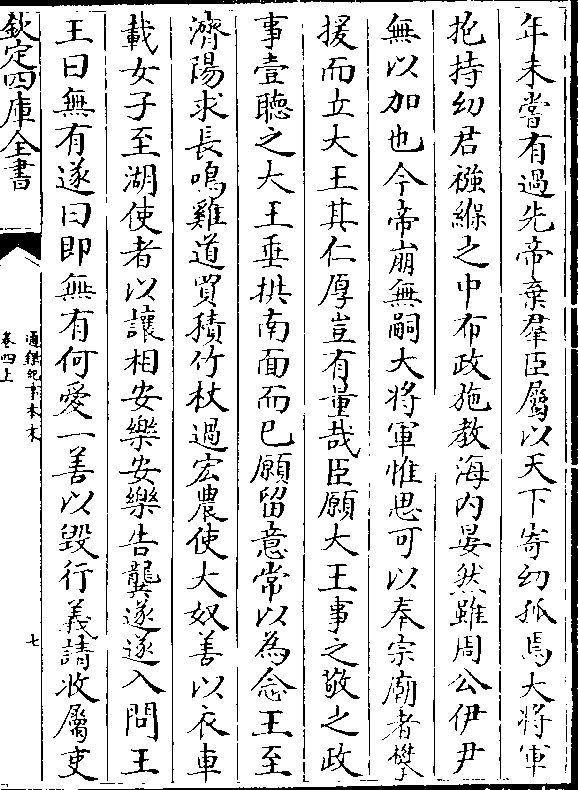 年未嘗有過先帝棄羣臣屬以天下寄幼孤焉大將軍
抱持幼君襁緥之中布政施教海内晏然雖周公伊尹
無以加也今帝崩無嗣大將軍惟思可以奉宗廟者攀
援而立大王其仁厚豈有量哉臣願大王事之敬之政
事壹聽之大王垂拱南面而已願留意常以為念王至
濟陽求長鳴雞道買積竹杖過宏農使大奴善以衣車
載女子至湖使者以讓相安樂安樂告龔遂遂入問王
王曰無有遂曰即無有何愛一善以毀行義請收屬吏
欽定四庫全書
通鑑紀事本末
卷四上
七